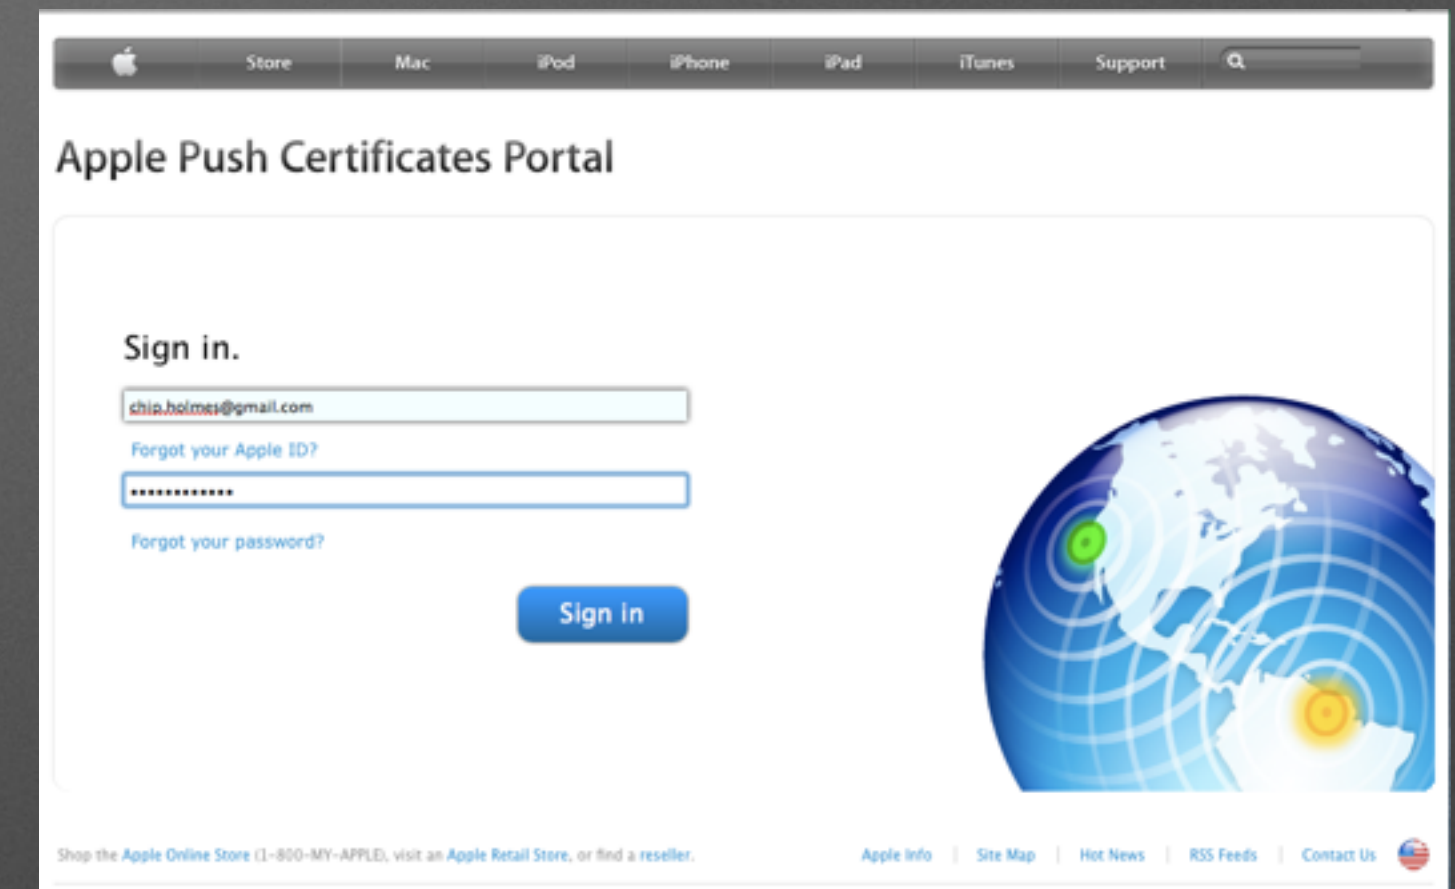 Store Mac iPod iPhone iPad iTunes Support
Apple Push Certificates Portal
Sign in.
chip.holmes@gmail.com
Forgot your Apple ID?
••••••••••••
Forgot your password?
Sign in
Shop the Apple Online Store (1-800-MY-APPLE), visit an Apple Retail Store, or find a reseller.
Apple Info | Site Map | Hot News | RSS Feeds | Contact Us